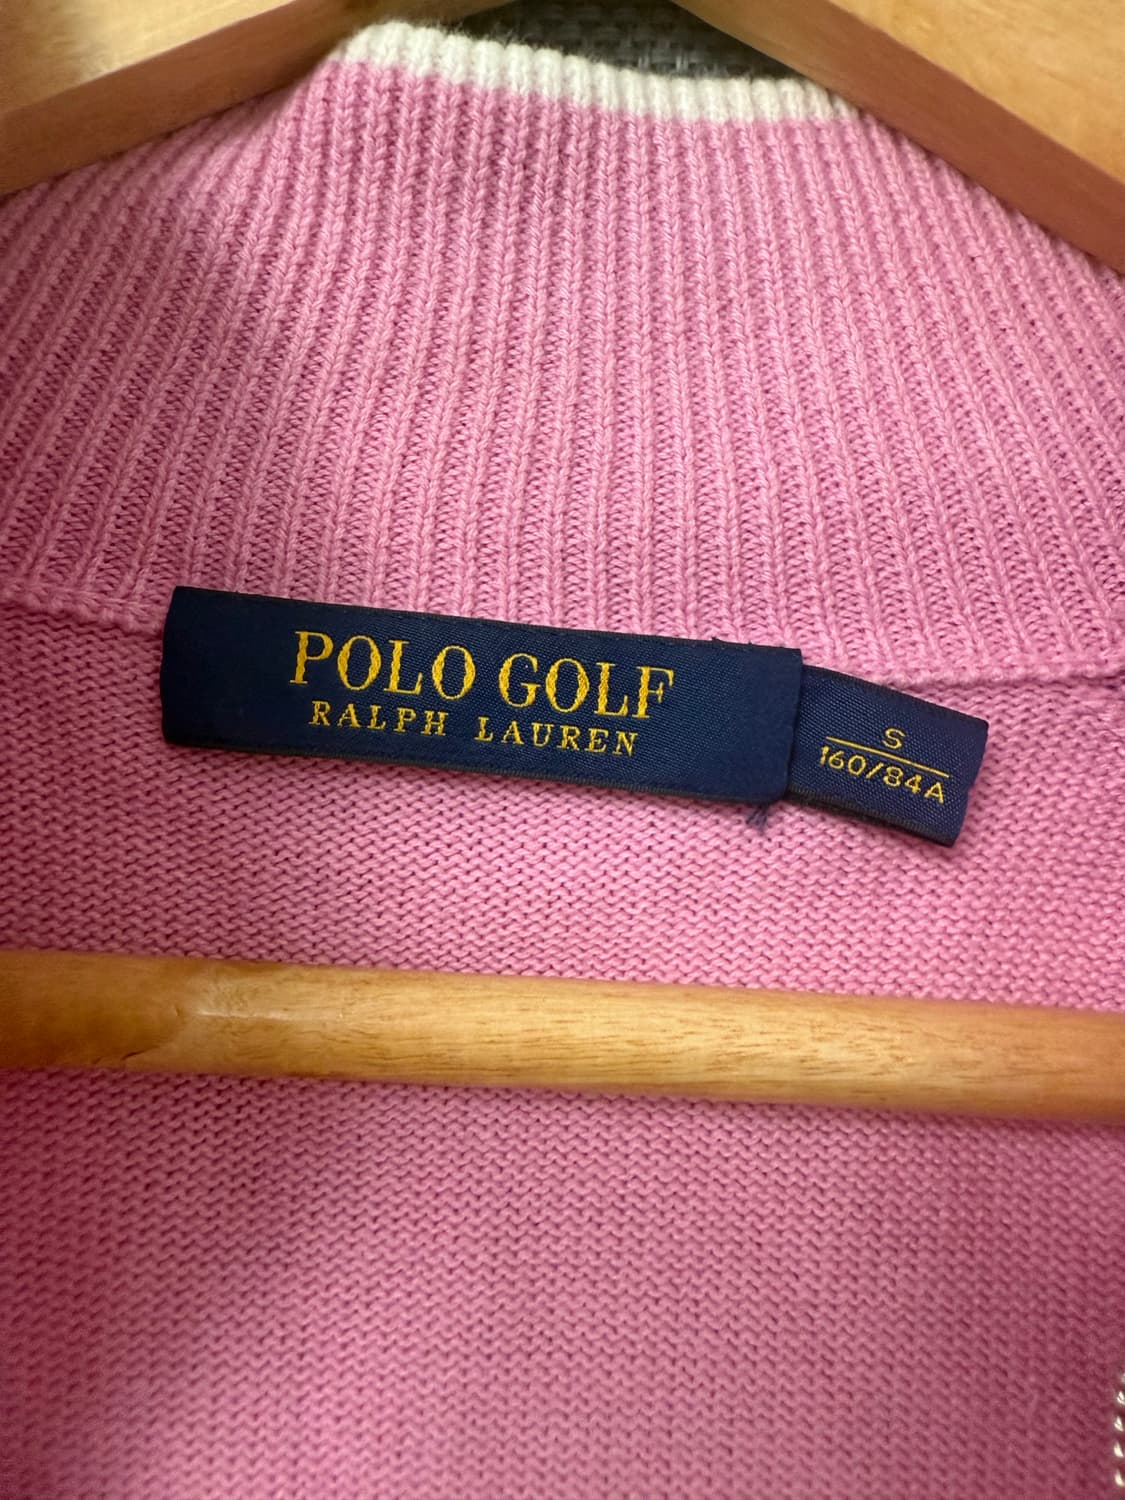 POLO GOLF
RALPH LAUREN
S
160/84A